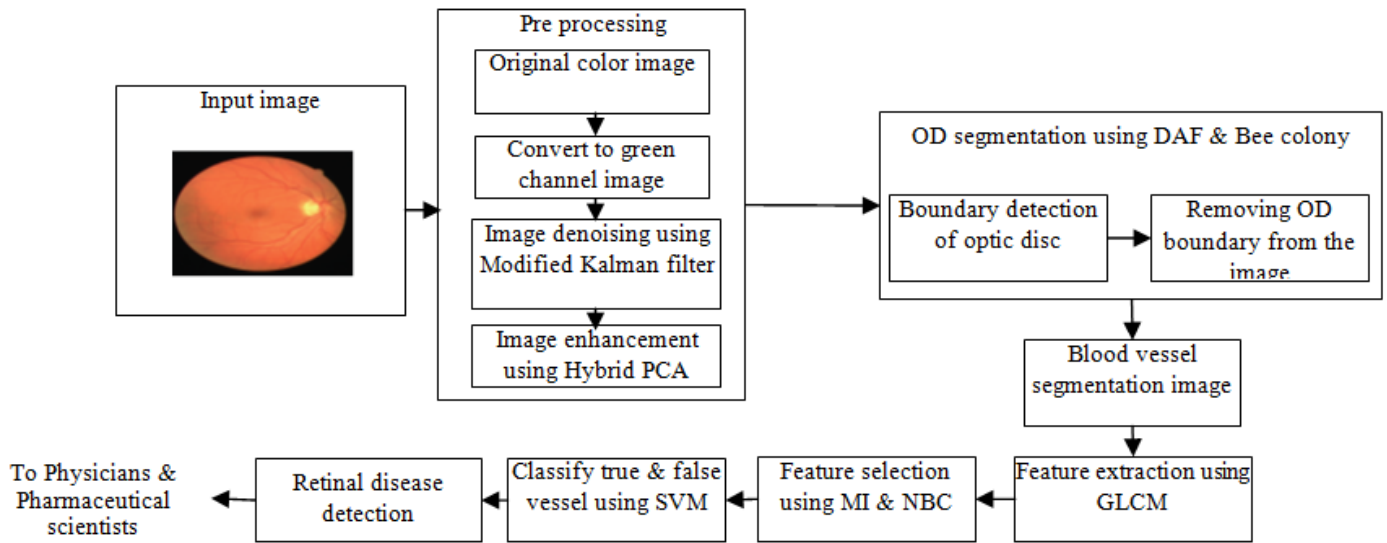 Input image
Pre processing
Original color image
Convert to green
channel image
Image denoising using
Modified Kalman filter
Image enhancement
using Hybrid PCA
OD segmentation using DAF & Bee colony
Boundary detection
of optic disc
Removing OD
boundary from the
image
Blood vessel
segmentation image
Feature extraction using
GLCM
Feature selection
using MI & NBC
Classify true & false
vessel using SVM
Retinal disease
detection
To Physicians &
Pharmaceutical
scientists